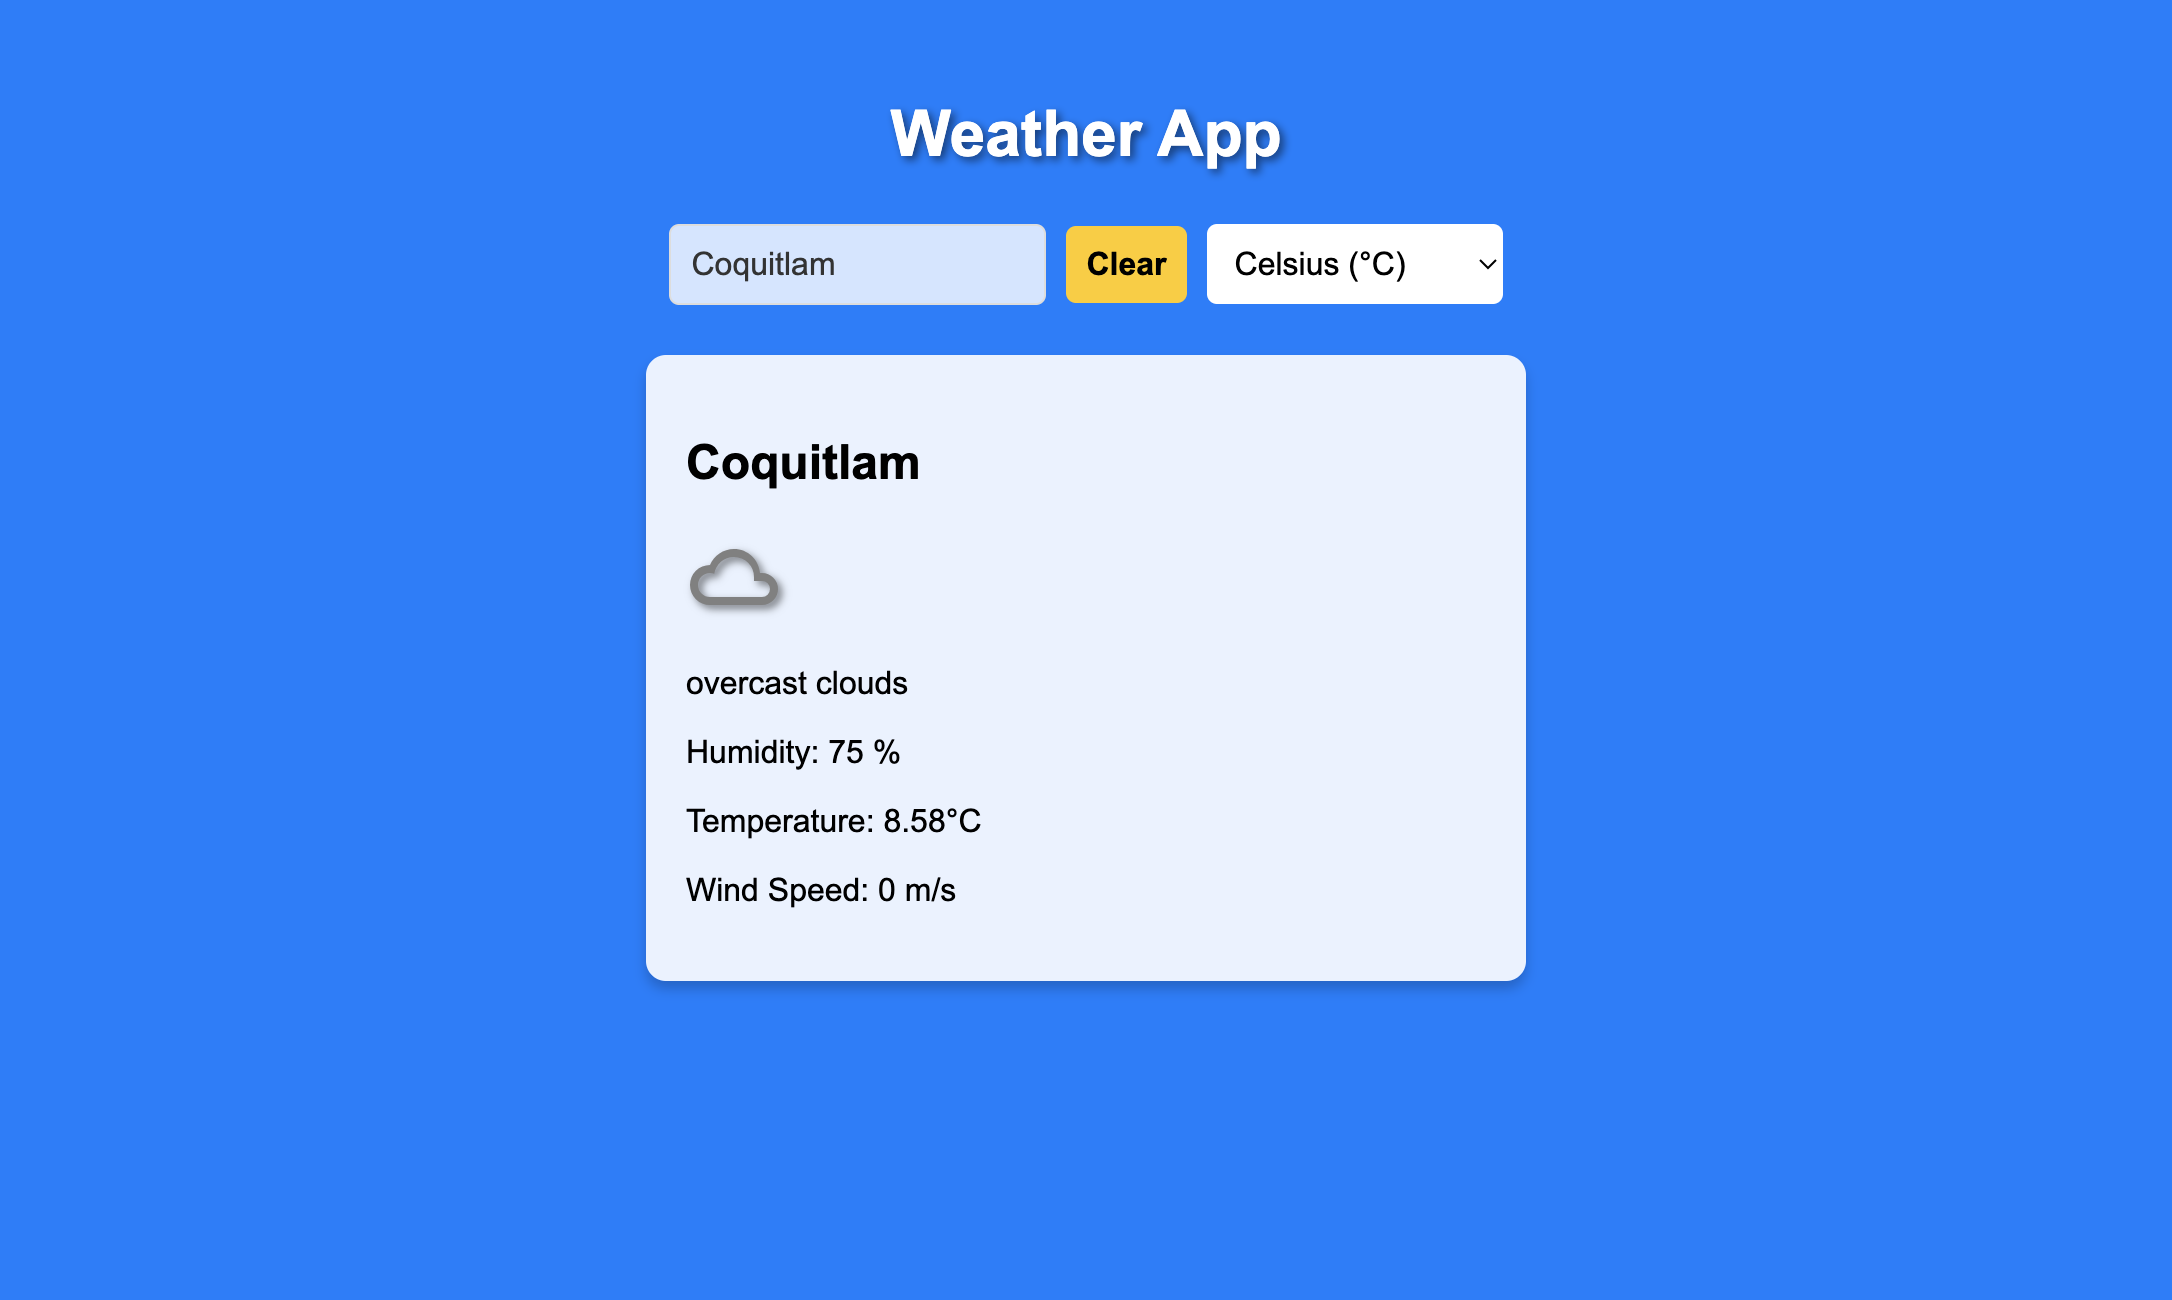 Weather App
Coquitlam
Clear
Celsius (°C)
Coquitlam
overcast clouds
Humidity: 75 %
Temperature: 8.58°C
Wind Speed: 0 m/s